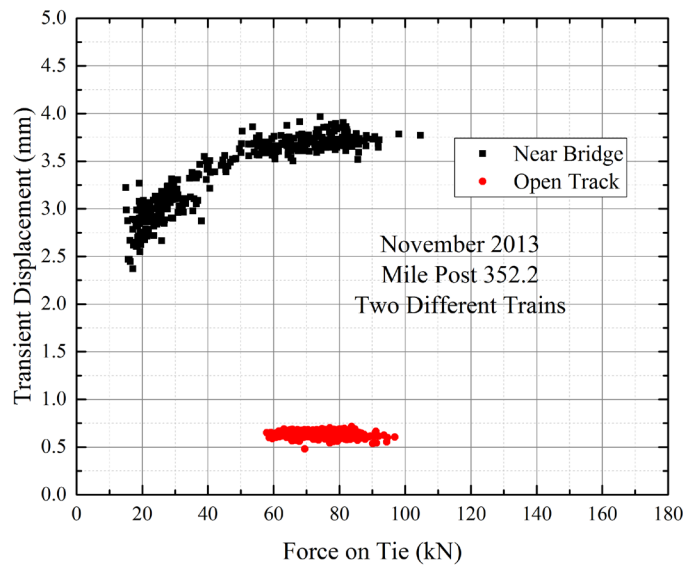 5.0
4.5
4.0
3.5
3.0
2.5
2.0
1.5
1.0
0.5
0.0
Transient Displacement (mm)
Near Bridge
Open Track
November 2013
Mile Post 352.2
Two Different Trains
0 20 40 60 80 100 120 140 160 180
Force on Tie (kN)